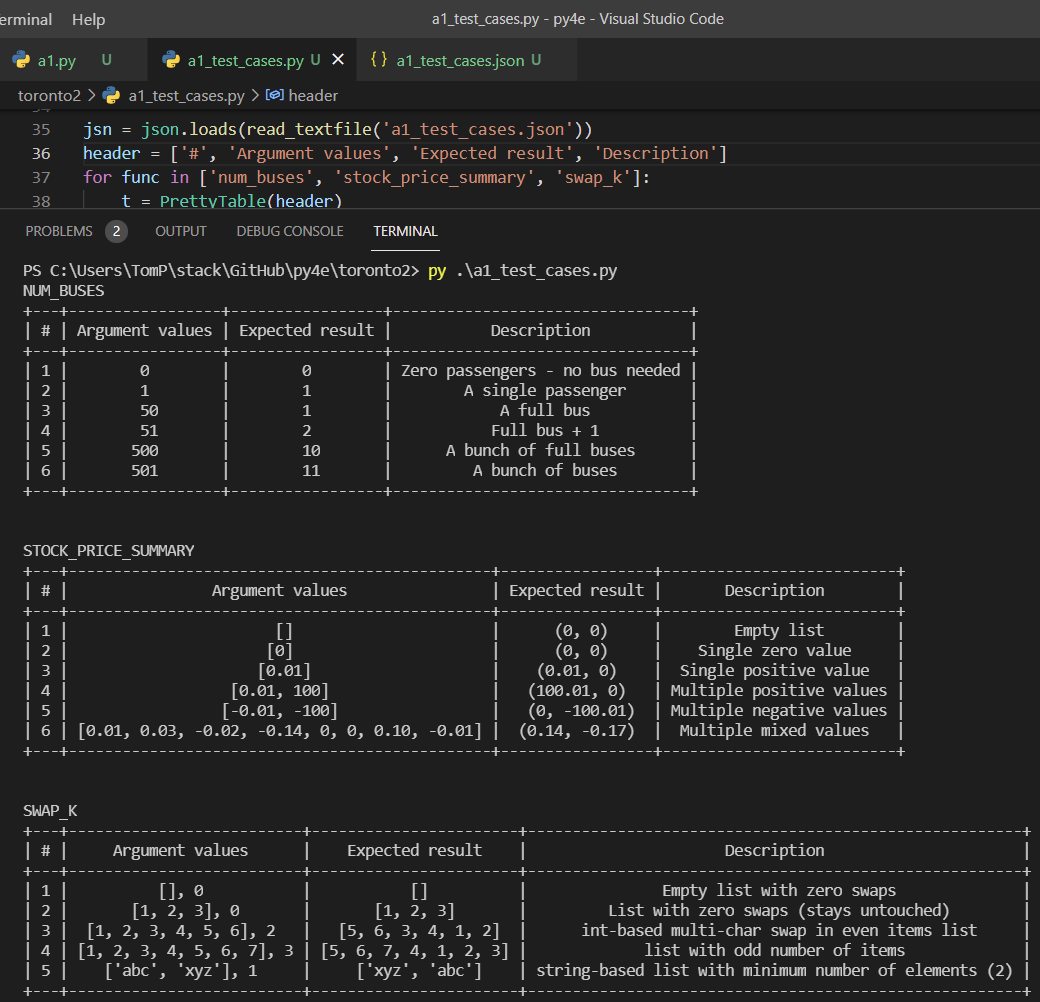 erminal Help a1_test_cases.py - py4e - Visual Studio Code
a1.py U a1_test_cases.py U × {} a1_test_cases.json U
toronto2 > a1_test_cases.py > header
34
35 jsn = json.loads(read_textfile('a1_test_cases.json'))
36 header = ['#', 'Argument values', 'Expected result', 'Description']
37 for func in ['num_buses', 'stock_price_summary', 'swap_k']:
38 t = PrettyTable(header)
PROBLEMS 2 OUTPUT DEBUG CONSOLE TERMINAL
PS C:\Users\TomP\stack\GitHub\py4e\toronto2> py .\a1_test_cases.py
NUM_BUSES
+---+-----------------+-----------------+---------------------------------+
| # | Argument values | Expected result | Description |
+---+-----------------+-----------------+---------------------------------+
| 1 | 0 | 0 | Zero passengers - no bus needed |
| 2 | 1 | 1 | A single passenger |
| 3 | 50 | 1 | A full bus |
| 4 | 51 | 2 | Full bus + 1 |
| 5 | 500 | 10 | A bunch of full buses |
| 6 | 501 | 11 | A bunch of buses |
+---+-----------------+-----------------+---------------------------------+
STOCK_PRICE_SUMMARY
+---+-----------------------------------------------+-----------------+--------------------------+
| # | Argument values | Expected result | Description |
+---+-----------------------------------------------+-----------------+--------------------------+
| 1 | [] | (0, 0) | Empty list |
| 2 | [0] | (0, 0) | Single zero value |
| 3 | [0.01] | (0.01, 0) | Single positive value |
| 4 | [0.01, 100] | (100.01, 0) | Multiple positive values |
| 5 | [-0.01, -100] | (0, -100.01) | Multiple negative values |
| 6 | [0.01, 0.03, -0.02, -0.14, 0, 0, 0.10, -0.01] | (0.14, -0.17) | Multiple mixed values |
+---+-----------------------------------------------+-----------------+--------------------------+
SWAP_K
+---+--------------------------+-----------------------+-------------------------------------------------------+
| # | Argument values | Expected result | Description |
+---+--------------------------+-----------------------+-------------------------------------------------------+
| 1 | [], 0 | [] | Empty list with zero swaps |
| 2 | [1, 2, 3], 0 | [1, 2, 3] | List with zero swaps (stays untouched) |
| 3 | [1, 2, 3, 4, 5, 6], 2 | [5, 6, 3, 4, 1, 2] | int-based multi-char swap in even items list |
| 4 | [1, 2, 3, 4, 5, 6, 7], 3 | [5, 6, 7, 4, 1, 2, 3] | list with odd number of items |
| 5 | ['abc', 'xyz'], 1 | ['xyz', 'abc'] | string-based list with minimum number of elements (2) |
+---+--------------------------+-----------------------+-------------------------------------------------------+